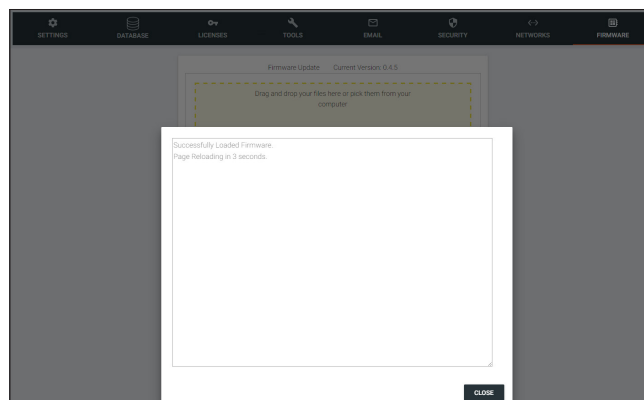 SETTINGS
DATABASE
LICENSES
TOOLS
EMAIL
SECURITY
NETWORKS
FIRMWARE
Firmware Update Current Version: 0.4.5
Drag and drop your files here or pick them from your
computer
Successfully Loaded Firmware.
Page Reloading in 3 seconds.
CLOSE